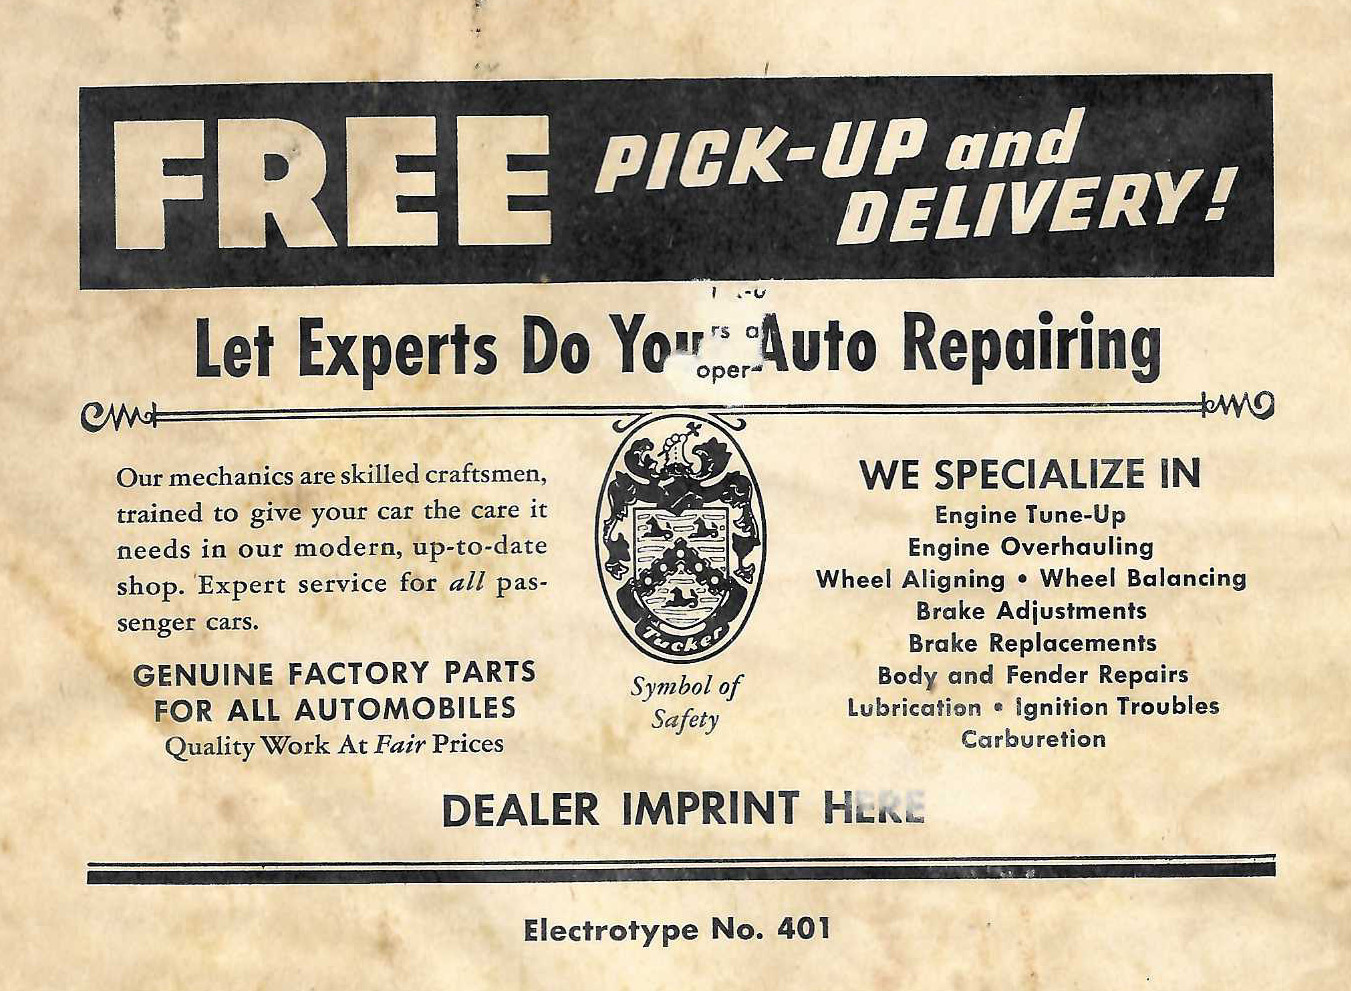 FREE PICK-UP and
DELIVERY!
Let Experts Do Your Auto Repairing
rs a
oper-
Our mechanics are skilled craftsmen,
trained to give your car the care it
needs in our modern, up-to-date
shop. Expert service for all pas-
senger cars.
GENUINE FACTORY PARTS
FOR ALL AUTOMOBILES
Quality Work At Fair Prices
Tucker
Symbol of
Safety
WE SPECIALIZE IN
Engine Tune-Up
Engine Overhauling
Wheel Aligning • Wheel Balancing
Brake Adjustments
Brake Replacements
Body and Fender Repairs
Lubrication • Ignition Troubles
Carburetion
DEALER IMPRINT HERE
Electrotype No. 401